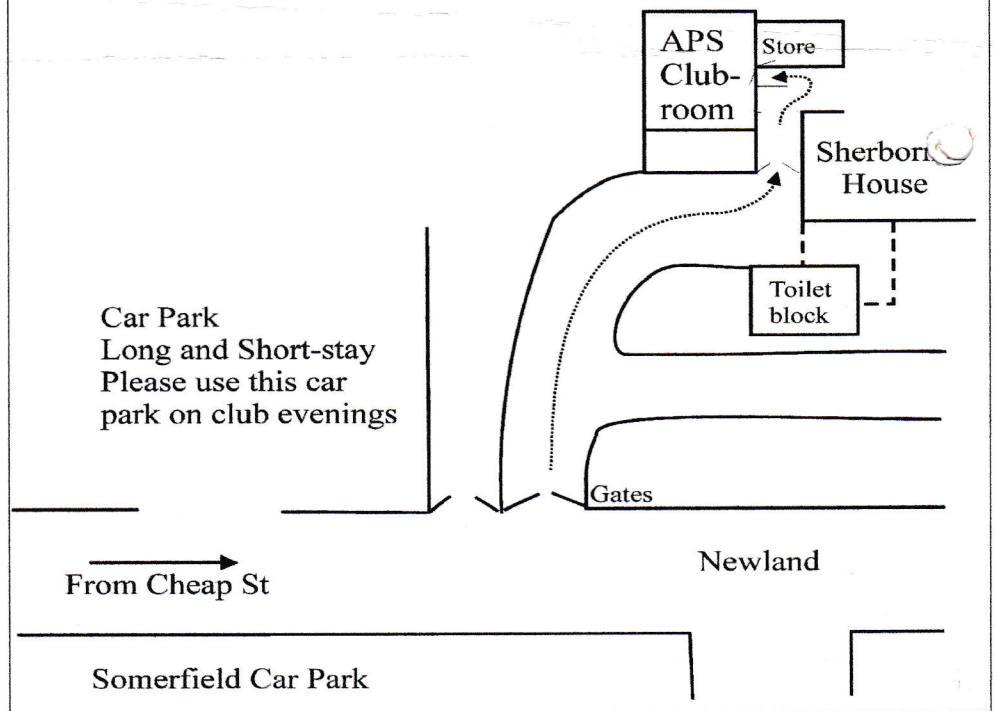 APS
Club-
room
Store
House
Toilet
block
Car Park
Long and Short-stay
Please use this car
park on club evenings
Gates
Newland
From Cheap St
Somerfield Car Park